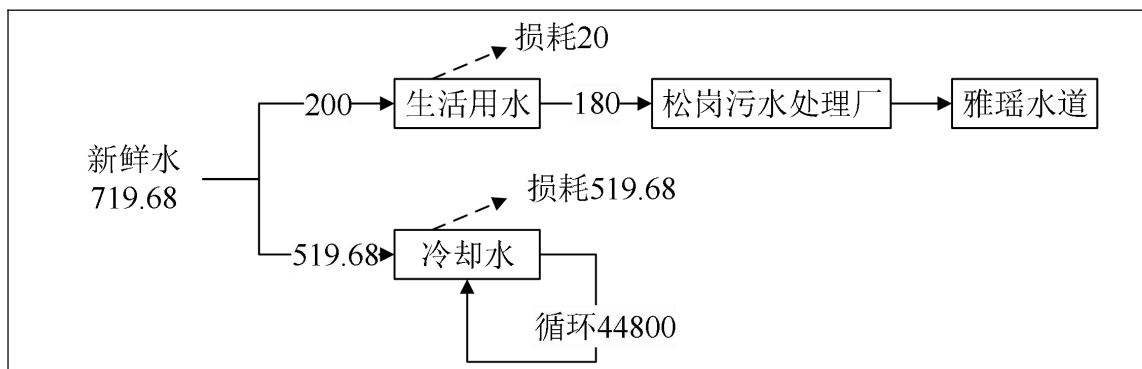 损耗20
200
生活用水
180
松岗污水处理厂
雅瑶水道
新鲜水
719.68
损耗519.68
519.68
冷却水
循环44800